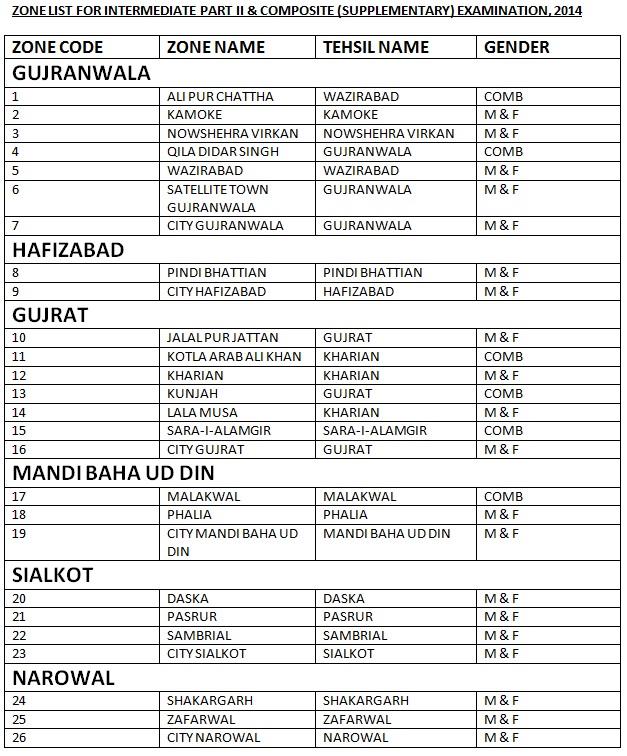 ZONE LIST FOR INTERMEDIATE PART II & COMPOSITE (SUPPLEMENTARY) EXAMINATION, 2014
ZONE CODE ZONE NAME TEHSIL NAME GENDER
GUJRANWALA
1 ALI PUR CHATTHA WAZIRABAD COMB
2 KAMOKE KAMOKE M & F
3 NOWSHEHRA VIRKAN NOWSHEHRA VIRKAN M & F
4 QILA DIDAR SINGH GUJRANWALA COMB
5 WAZIRABAD WAZIRABAD M & F
6 SATELLITE TOWN GUJRANWALA M & F
GUJRANWALA
7 CITY GUJRANWALA GUJRANWALA M & F
HAFIZABAD
8 PINDI BHATTIAN PINDI BHATTIAN M & F
9 CITY HAFIZABAD HAFIZABAD M & F
GUJRAT
10 JALAL PUR JATTAN GUJRAT M & F
11 KOTLA ARAB ALI KHAN KHARIAN COMB
12 KHARIAN KHARIAN M & F
13 KUNJAH GUJRAT COMB
14 LALA MUSA KHARIAN M & F
15 SARA-I-ALAMGIR SARA-I-ALAMGIR COMB
16 CITY GUJRAT GUJRAT M & F
MANDI BAHA UD DIN
17 MALAKWAL MALAKWAL COMB
18 PHALIA PHALIA M & F
19 CITY MANDI BAHA UD MANDI BAHA UD DIN M & F
DIN
SIALKOT
20 DASKA DASKA M & F
21 PASRUR PASRUR M & F
22 SAMBRIAL SAMBRIAL M & F
23 CITY SIALKOT SIALKOT M & F
NAROWAL
24 SHAKARGARH SHAKARGARH M & F
25 ZAFARWAL ZAFARWAL M & F
26 CITY NAROWAL NAROWAL M & F